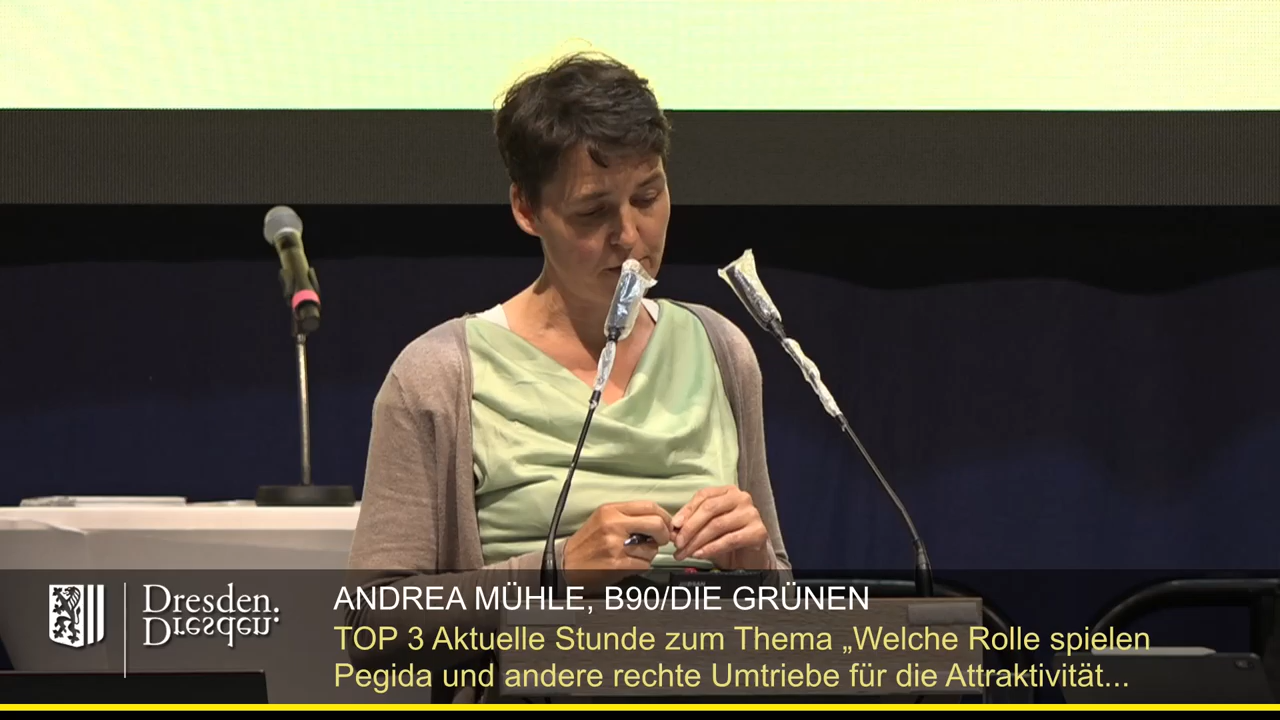 Dresden.
Dresden.
ANDREA MÜHLE, B90/DIE GRÜNEN
TOP 3 Aktuelle Stunde zum Thema „Welche Rolle spielen
Pegida und andere rechte Umtriebe für die Attraktivität...